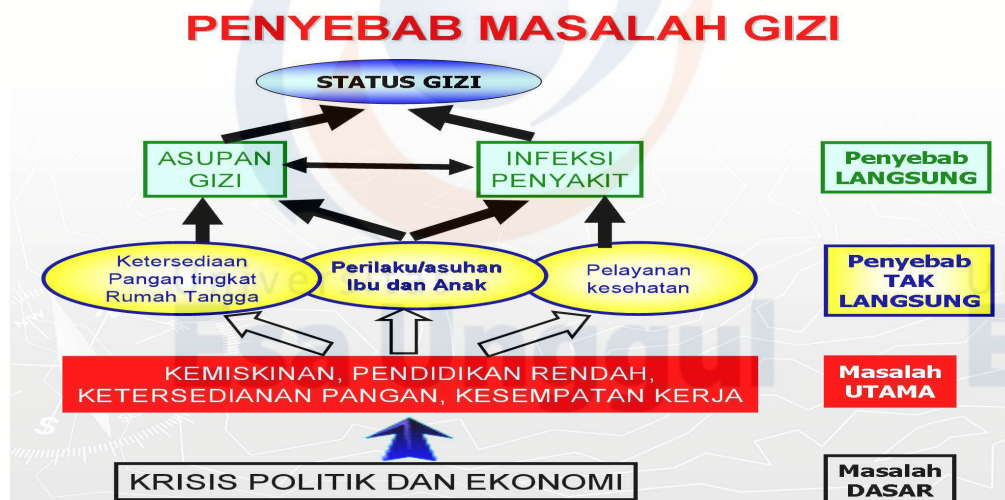 PENYEBAB MASALAH GIZI
STATUS GIZI
ASUPAN
GIZI
INFEKSI
PENYAKIT
Penyebab
LANGSUNG
Ketersediaan
Pangan tingkat
Rumah Tangga
Perilaku/asuhan
Ibu dan Anak
Pelayanan
kesehatan
Penyebab
TAK
LANGSUNG
KEMISKINAN, PENDIDIKAN RENDAH,
KETERSEDIANAN PANGAN, KESEMPATAN KERJA
Masalah
UTAMA
KRISIS POLITIK DAN EKONOMI
Masalah
DASAR
Esa Unggul